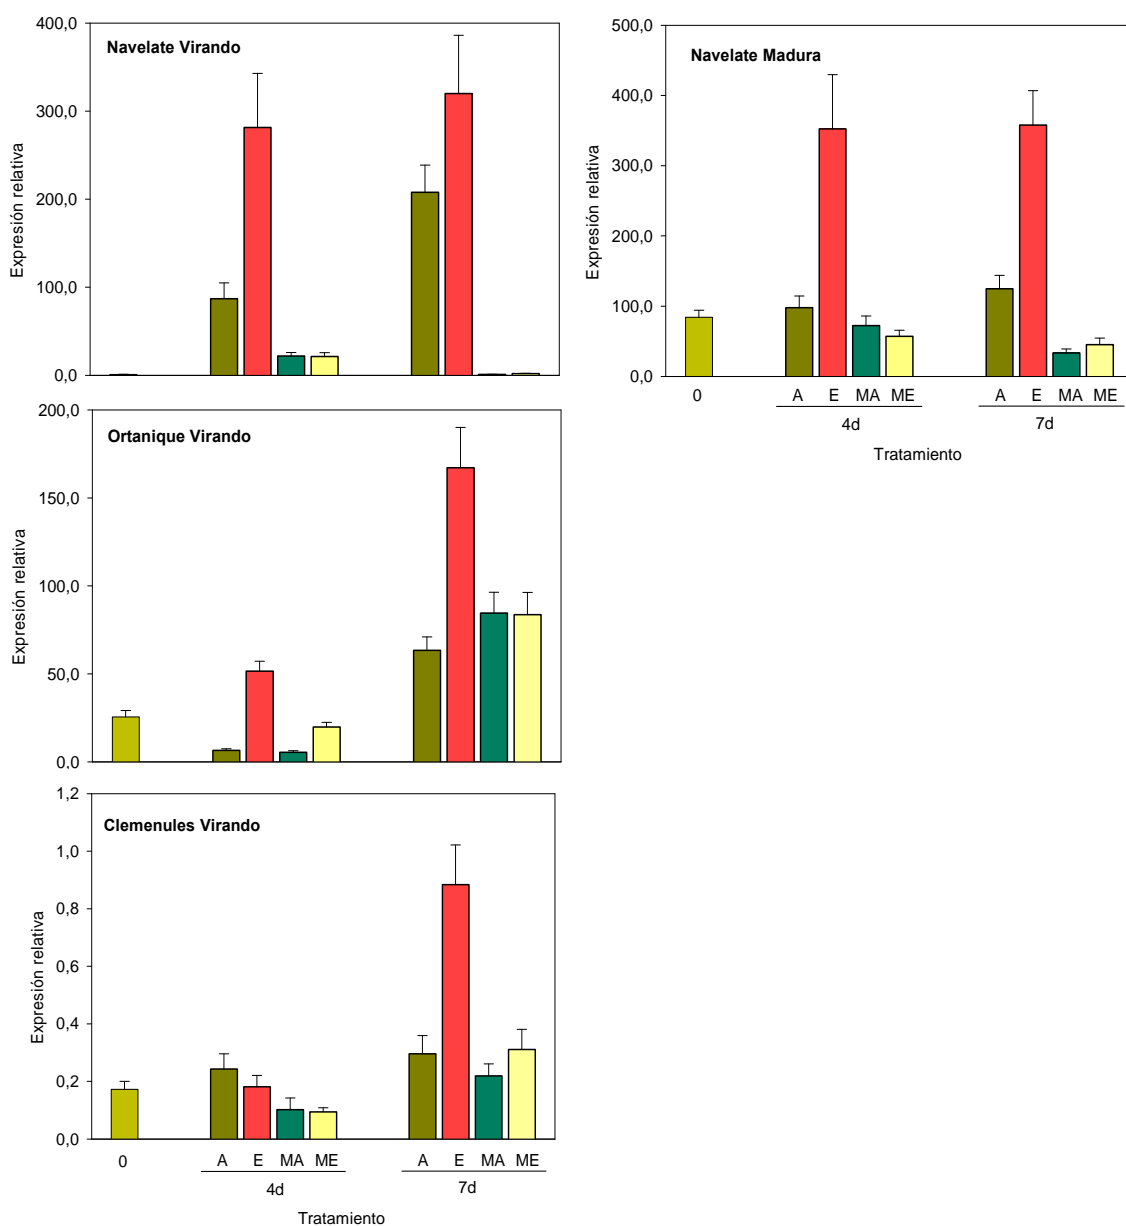 Navelate Virando
Expresión relativa
400,0
300,0
200,0
100,0
0,0
Navelate Madura
Expresión relativa
500,0
400,0
300,0
200,0
100,0
0,0
0 A E MA ME A E MA ME
4d 7d
Tratamiento
Ortanique Virando
Expresión relativa
200,0
150,0
100,0
50,0
0,0
Clemenules Virando
Expresión relativa
1,2
1,0
0,8
0,6
0,4
0,2
0,0
0 A E MA ME A E MA ME
4d 7d
Tratamiento